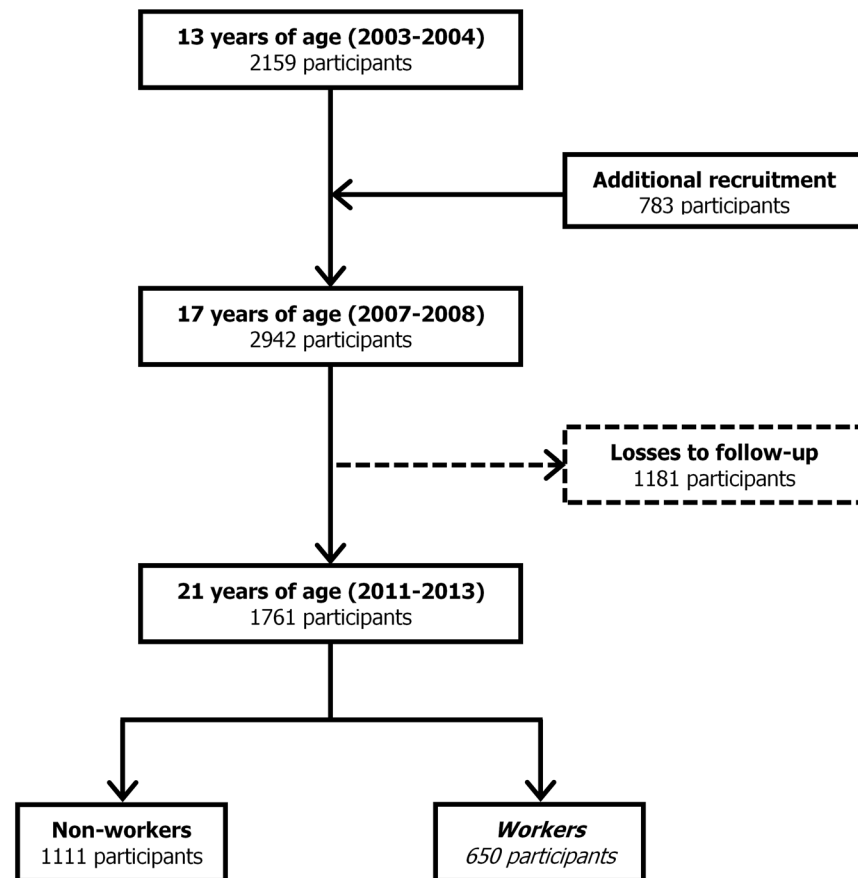 13 years of age (2003-2004)
2159 participants
Additional recruitment
783 participants
17 years of age (2007-2008)
2942 participants
Losses to follow-up
1181 participants
21 years of age (2011-2013)
1761 participants
Non-workers
1111 participants
Workers
650 participants